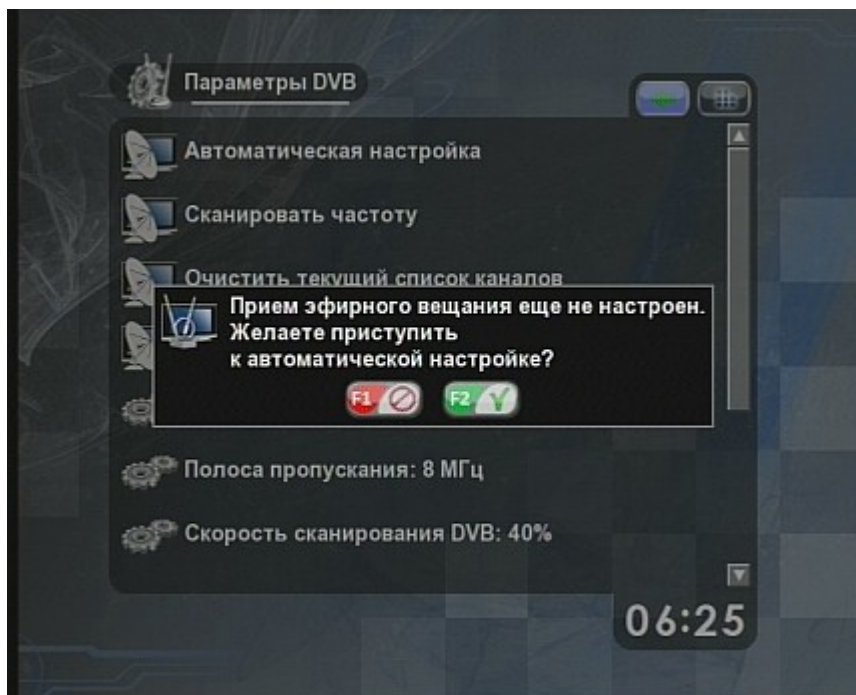 Параметры DVB
Автоматическая настройка
Сканировать частоту
Очистить текущий список каналов
Прием эфирного вещания еще не настроен.
Желаете приступить
к автоматической настройке?
F1
F2
Полоса пропускания: 8 МГц
Скорость сканирования DVB: 40%
06:25